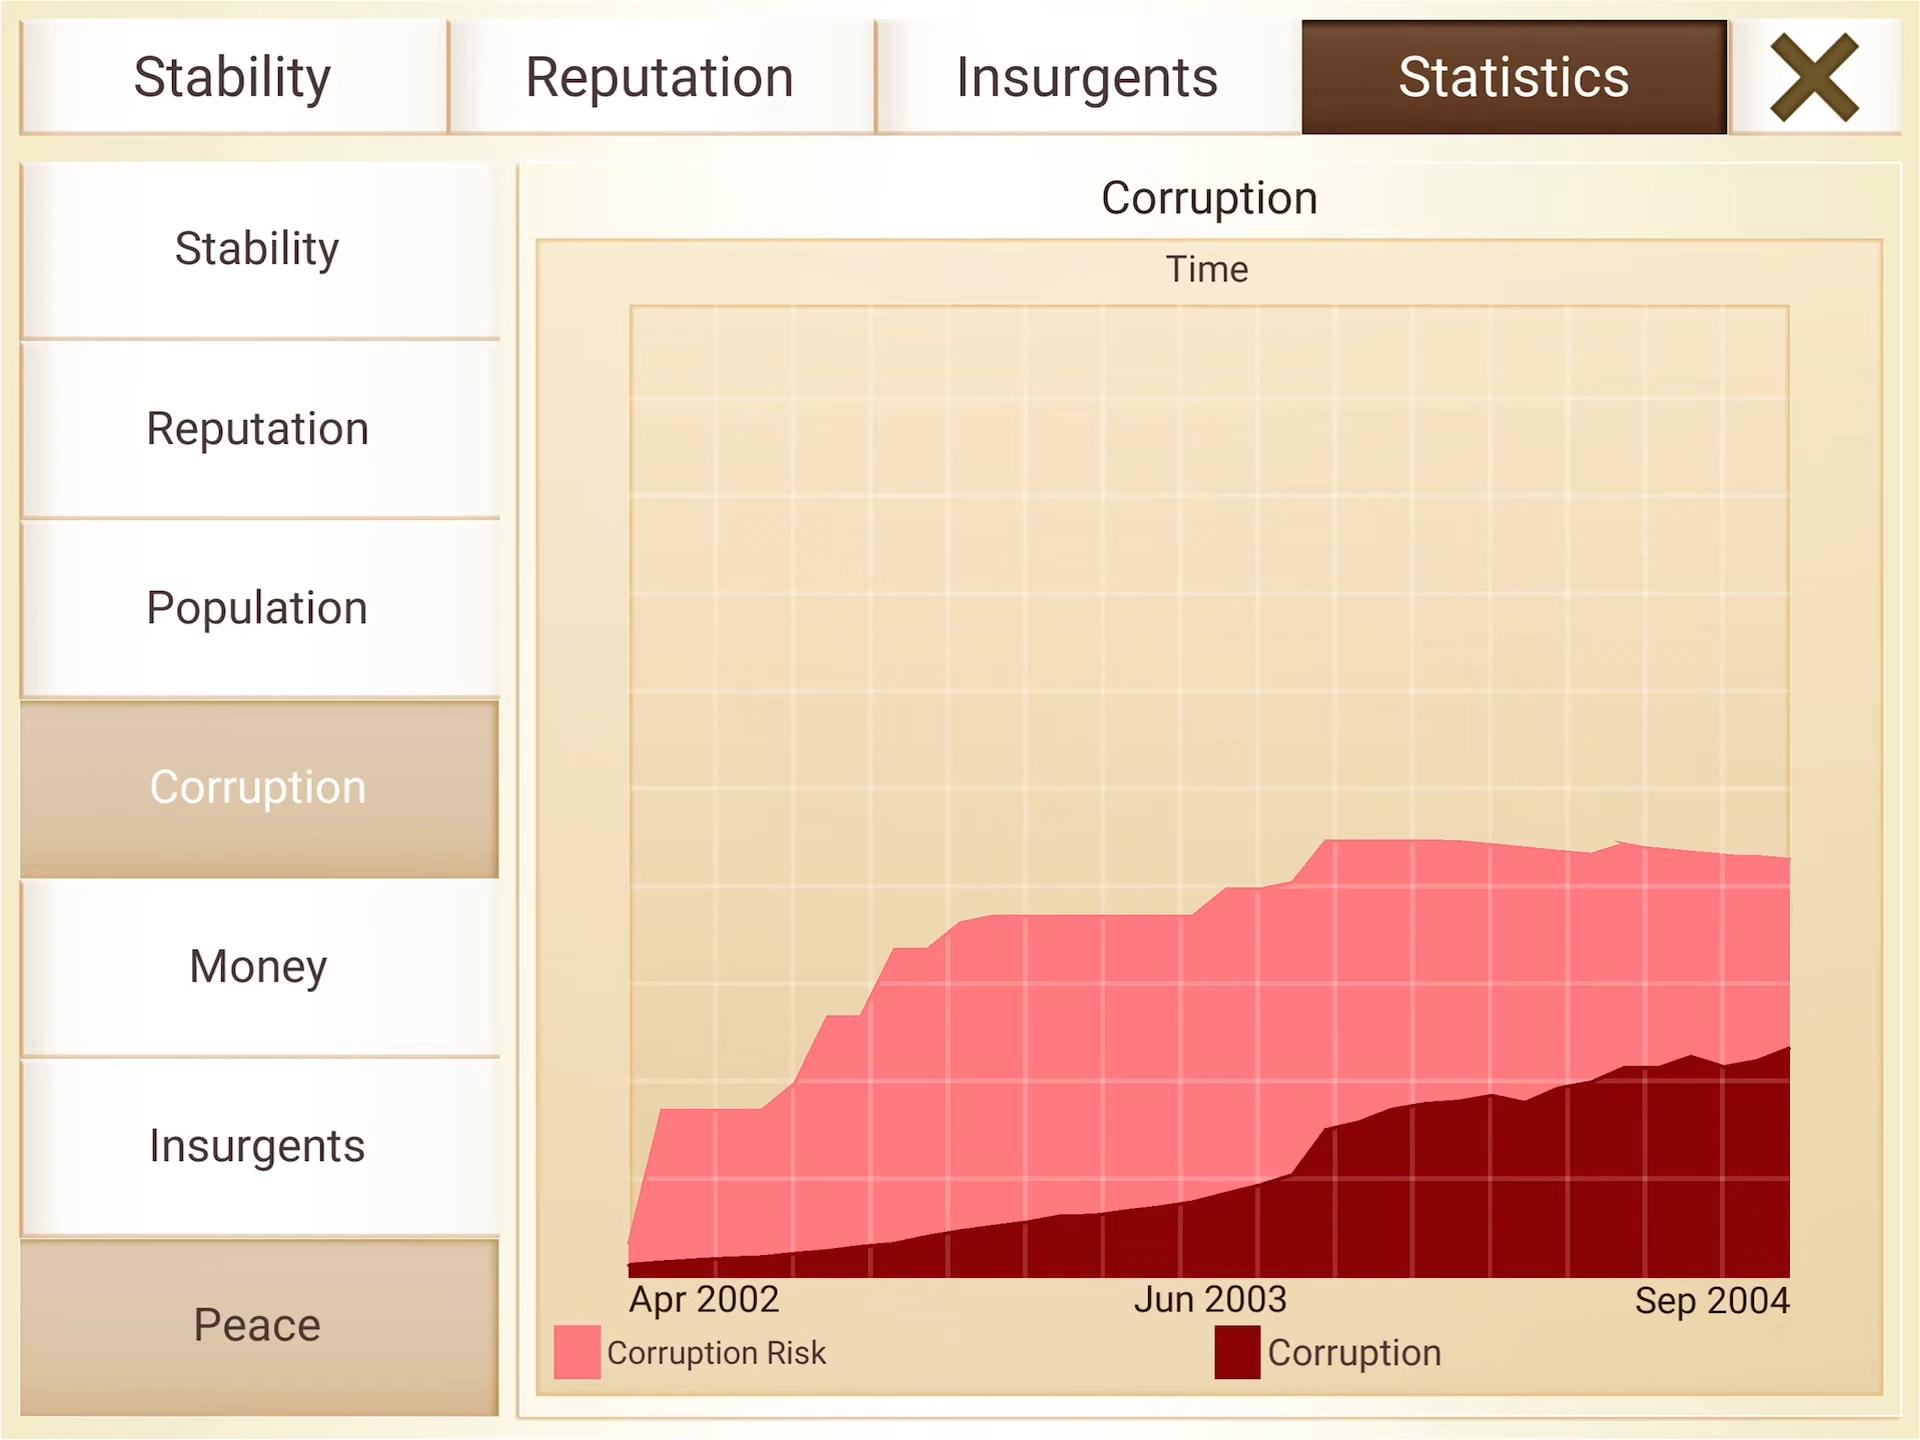 Stability
Reputation
Insurgents
Statistics
Stability
Reputation
Population
Corruption
Money
Insurgents
Peace
Corruption
Time
Apr 2002
Jun 2003
Sep 2004
Corruption Risk
Corruption